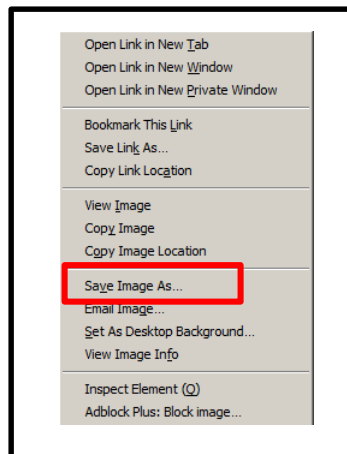 Open Link in New Tab
Open Link in New Window
Open Link in New Private Window
Bookmark This Link
Save Link As...
Copy Link Location
View Image
Copy Image
Copy Image Location
Save Image As...
Email Image...
Set As Desktop Background...
View Image Info
Inspect Element (Q)
Adblock Plus: Block image...